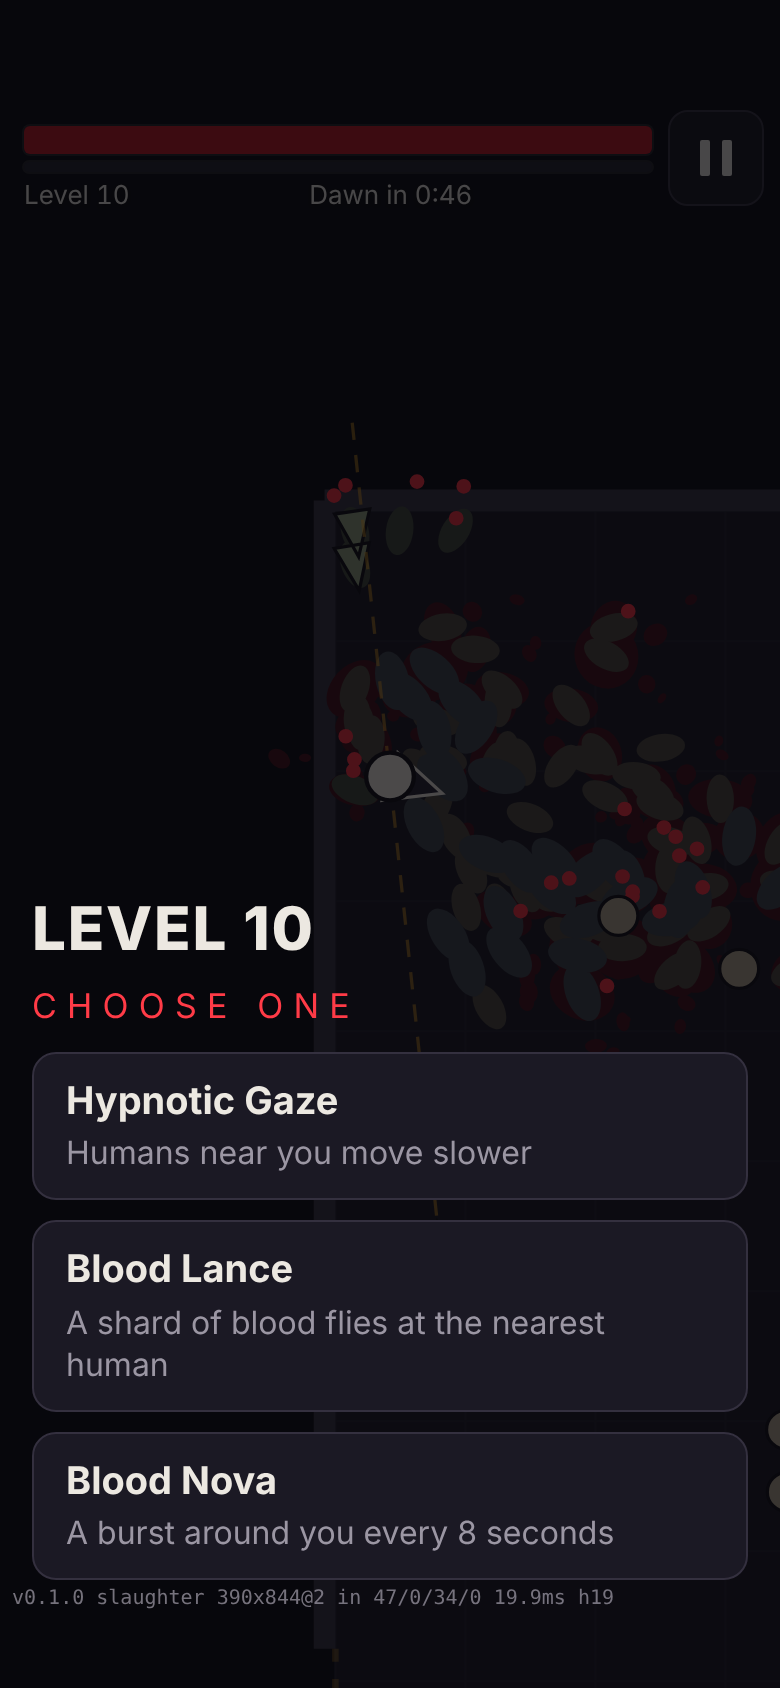 Level 10
Dawn in 0:46
LEVEL 10
CHOOSE ONE
Hypnotic Gaze
Humans near you move slower
Blood Lance
A shard of blood flies at the nearest
human
Blood Nova
A burst around you every 8 seconds
v0.1.0 slaughter 390x844@2 in 47/0/34/0 19.9ms h19